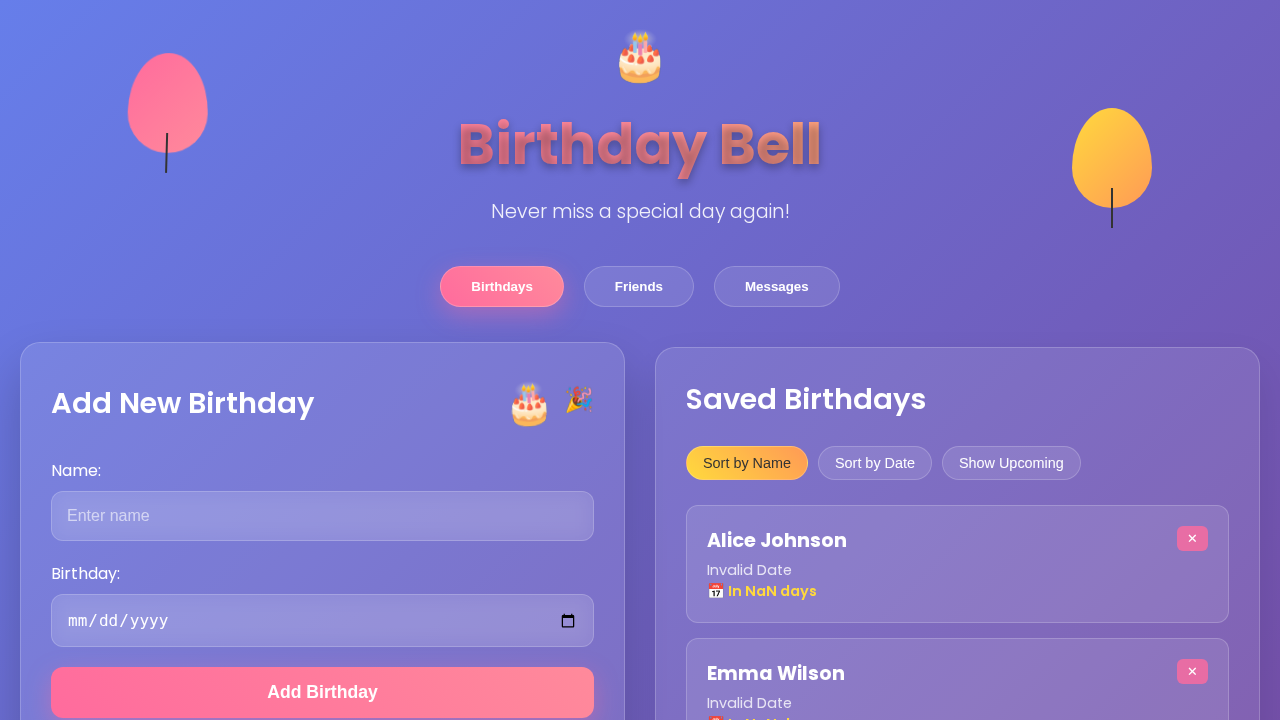 Birthday Bell
Never miss a special day again!
Birthdays
Friends
Messages
Add New Birthday
Name:
Enter name
Birthday:
mm/dd/yyyy
Add Birthday
Saved Birthdays
Sort by Name
Sort by Date
Show Upcoming
Alice Johnson
×
Invalid Date
In NaN days
Emma Wilson
×
Invalid Date